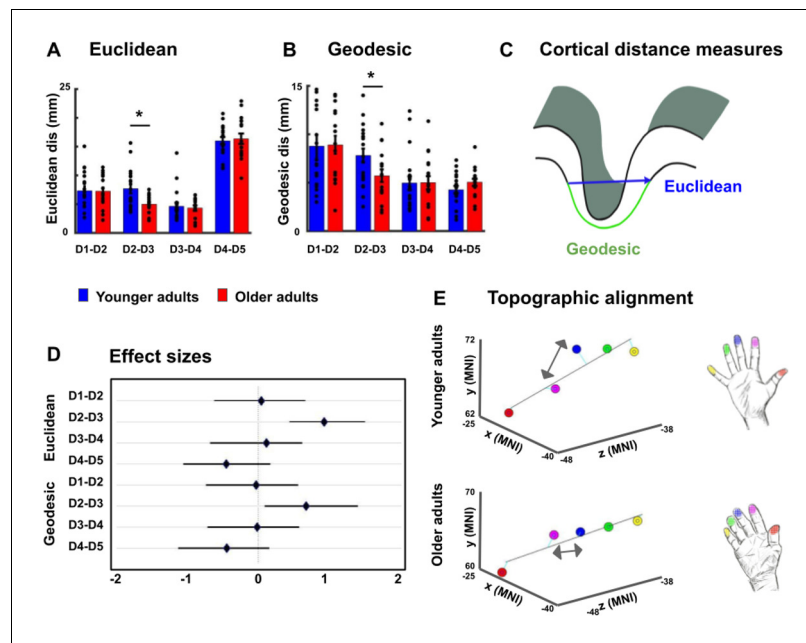 A Euclidean
25
Euclidean dis (mm)
*
0
D1-D2 D2-D3 D3-D4 D4-D5
B Geodesic
15
Geodesic dis (mm)
*
0
D1-D2 D2-D3 D3-D4 D4-D5
C Cortical distance measures
Euclidean
Geodesic
Younger adults Older adults
D Effect sizes
Euclidean
D1-D2
D2-D3
D3-D4
D4-D5
Geodesic
D1-D2
D2-D3
D3-D4
D4-D5
-2 -1 0 1 2
E Topographic alignment
Younger adults
72
y (MNI)
62
-25
x (MNI)
-40
-48
z (MNI)
-38
Older adults
70
y (MNI)
60
-25
x (MNI)
-40
-48
z (MNI)
-38